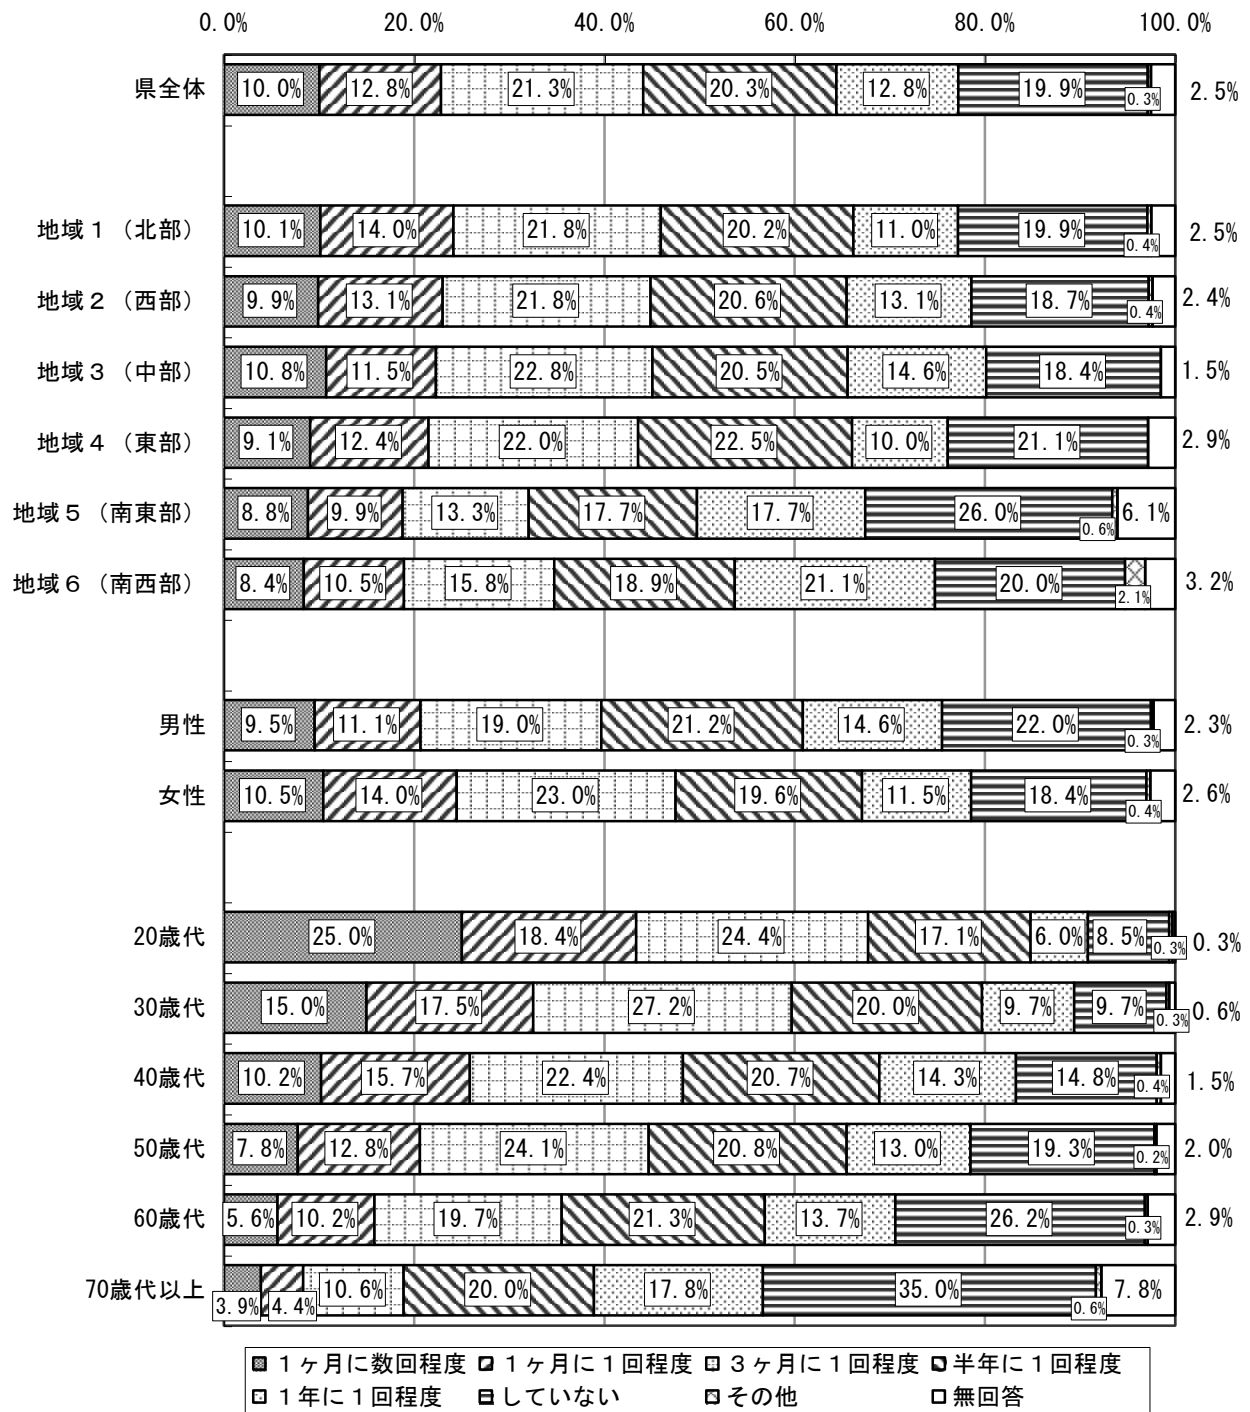 0.0% 20.0% 40.0% 60.0% 80.0% 100.0%
県全体 10.0% 12.8% 21.3% 20.3% 12.8% 19.9% 0.3% 2.5%
地域１（北部） 10.1% 14.0% 21.8% 20.2% 11.0% 19.9% 0.4% 2.5%
地域２（西部） 9.9% 13.1% 21.8% 20.6% 13.1% 18.7% 0.4% 2.4%
地域３（中部） 10.8% 11.5% 22.8% 20.5% 14.6% 18.4% 1.5%
地域４（東部） 9.1% 12.4% 22.0% 22.5% 10.0% 21.1% 2.9%
地域５（南東部） 8.8% 9.9% 13.3% 17.7% 17.7% 26.0% 0.6% 6.1%
地域６（南西部） 8.4% 10.5% 15.8% 18.9% 21.1% 20.0% 2.1% 3.2%
男性 9.5% 11.1% 19.0% 21.2% 14.6% 22.0% 0.3% 2.3%
女性 10.5% 14.0% 23.0% 19.6% 11.5% 18.4% 0.4% 2.6%
20歳代 25.0% 18.4% 24.4% 17.1% 6.0% 8.5% 0.3% 0.3%
30歳代 15.0% 17.5% 27.2% 20.0% 9.7% 9.7% 0.3% 0.6%
40歳代 10.2% 15.7% 22.4% 20.7% 14.3% 14.8% 0.4% 1.5%
50歳代 7.8% 12.8% 24.1% 20.8% 13.0% 19.3% 0.2% 2.0%
60歳代 5.6% 10.2% 19.7% 21.3% 13.7% 26.2% 0.3% 2.9%
70歳代以上 3.9% 4.4% 10.6% 20.0% 17.8% 35.0% 0.6% 7.8%
１ヶ月に数回程度 １ヶ月に１回程度 ３ヶ月に１回程度 半年に１回程度
１年に１回程度 していない その他 無回答